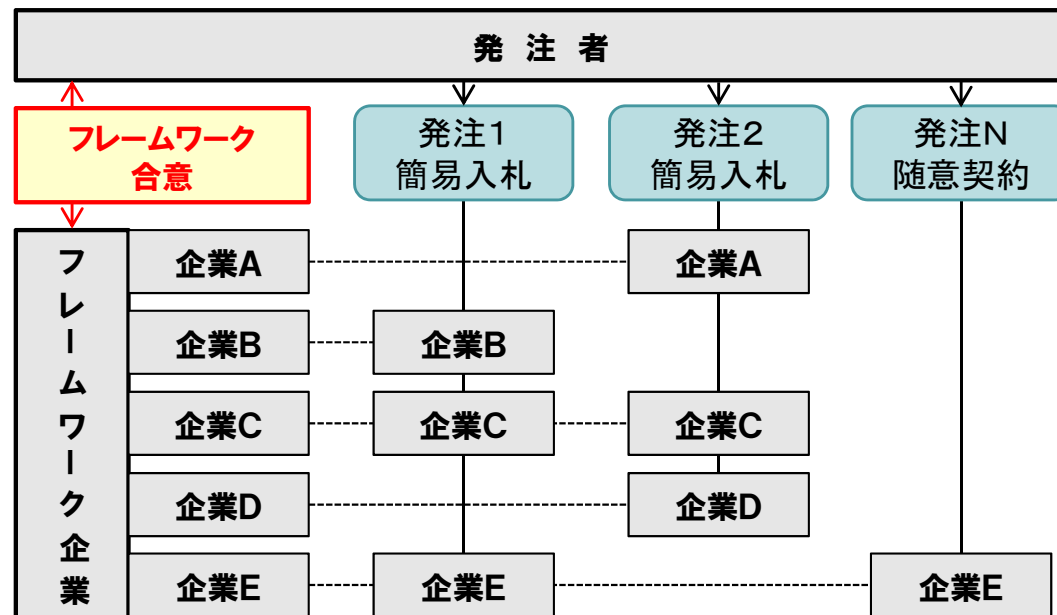 発 注 者
フレームワーク
合意
発注1
簡易入札
発注2
簡易入札
発注N
随意契約
フレームワーク企業
企業A
企業A
企業B
企業B
企業C
企業C
企業C
企業D
企業D
企業E
企業E
企業E